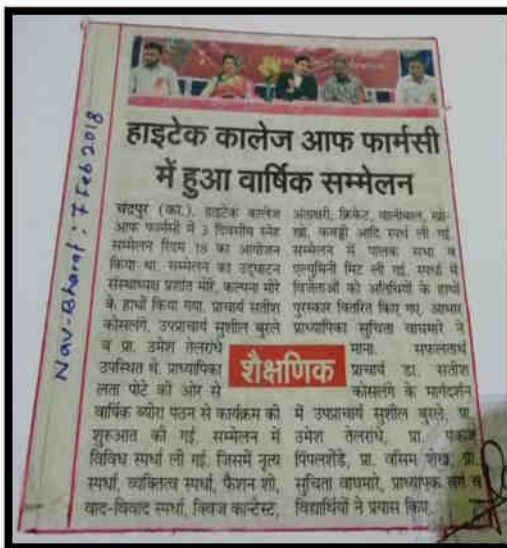 Nav-Bharat : 7 Feb 2018
हाइटेक कालेज आफ फार्मसी
में हुआ वार्षिक सम्मेलन
चंद्रपुर (का.). हाइटेक कालेज
आफ फार्मसी में 3 दिवसीय स्नेह
सम्मेलन रिदम 18 का आयोजन
किया था. सम्मेलन का उद्घाटन
संस्थाध्यक्ष प्रशांत मोरे, कल्पना मोरे
के हाथों किया गया. प्राचार्य सतीश
कोसलगे, उपप्राचार्य सुशील बुरले
व प्रा. उमेश तेलराधे
उपस्थित थे. प्राध्यापिका
लता पोटे की ओर से
वार्षिक ब्योरा पठन से कार्यक्रम की
शुरुआत की गई. सम्मेलन में
विविध स्पर्धा ली गई. जिसमें नृत्य
स्पर्धा, व्यक्तित्व स्पर्धा, फैशन शो,
वाद-विवाद स्पर्धा, क्विज कान्टेस्ट,
शैक्षणिक
अंताक्षरी, क्रिकेट, वालीबाल, खो-
खो, कबड्डी आदि स्पर्धा ली गई.
सम्मेलन में पालक सभा व
एल्युमिनी मिट ली गई. स्पर्धा में
विजेताओं को अतिथियों के हाथों
पुरस्कार वितरित किए गए. आभार
प्राध्यापिका सुचिता वाघमारे ने
माना. सफलतार्थ
प्राचार्य डा. सतीश
कोसलगे के मार्गदर्शन
में उपप्राचार्य सुशील बुरले, प्रा.
उमेश तेलराधे, प्रा. पंकज
पिंपलशेंडे, प्रा. वसिम शेख, प्रा.
सुचिता वाघमारे, प्राध्यापक वर्ग व
विद्यार्थियों ने प्रयास किए.